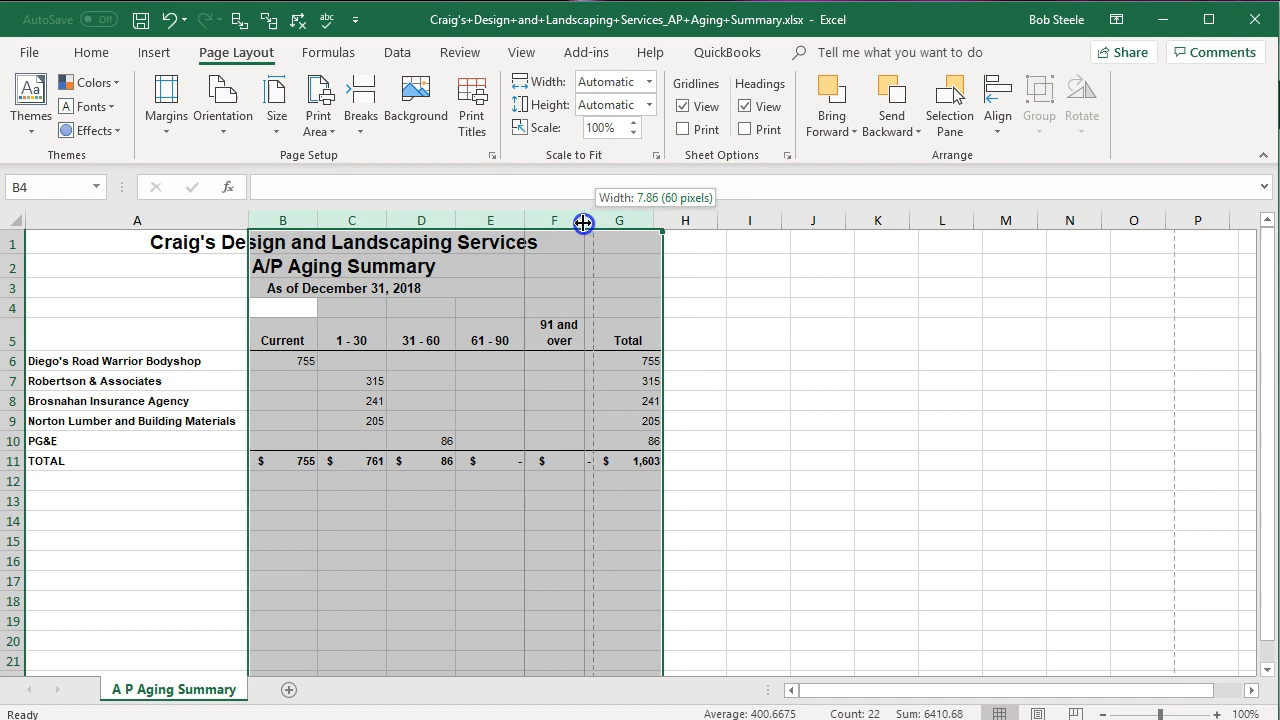 AutoSave Off Craig's+Design+and+Landscaping+Services_AP+Aging+Summary.xlsx - Excel Bob Steele
File Home Insert Page Layout Formulas Data Review View Add-ins Help QuickBooks Tell me what you want to do Share Comments
Aa Colors Width: Automatic Gridlines Headings
Fonts Height: Automatic View View
Themes Effects Margins Orientation Size Print Area Breaks Background Print Titles Scale: 100% Print Print Bring Forward Send Backward Selection Pane Align Group Rotate
Themes Page Setup Scale to Fit Sheet Options Arrange
B4 fx Width: 7.86 (60 pixels)
A B C D E F G H I J K L M N O P
1 Craig's Design and Landscaping Services
2 A/P Aging Summary
3 As of December 31, 2018
4
5 Current 1 - 30 31 - 60 61 - 90 91 and over Total
6 Diego's Road Warrior Bodyshop 755 755
7 Robertson & Associates 315 315
8 Brosnahan Insurance Agency 241 241
9 Norton Lumber and Building Materials 205 205
10 PG&E 86 86
11 TOTAL $ 755 $ 761 $ 86 $ - $ - $ 1,603
12
13
14
15
16
17
18
19
20
21
A P Aging Summary
Ready Average: 400.6675 Count: 22 Sum: 6410.68 100%